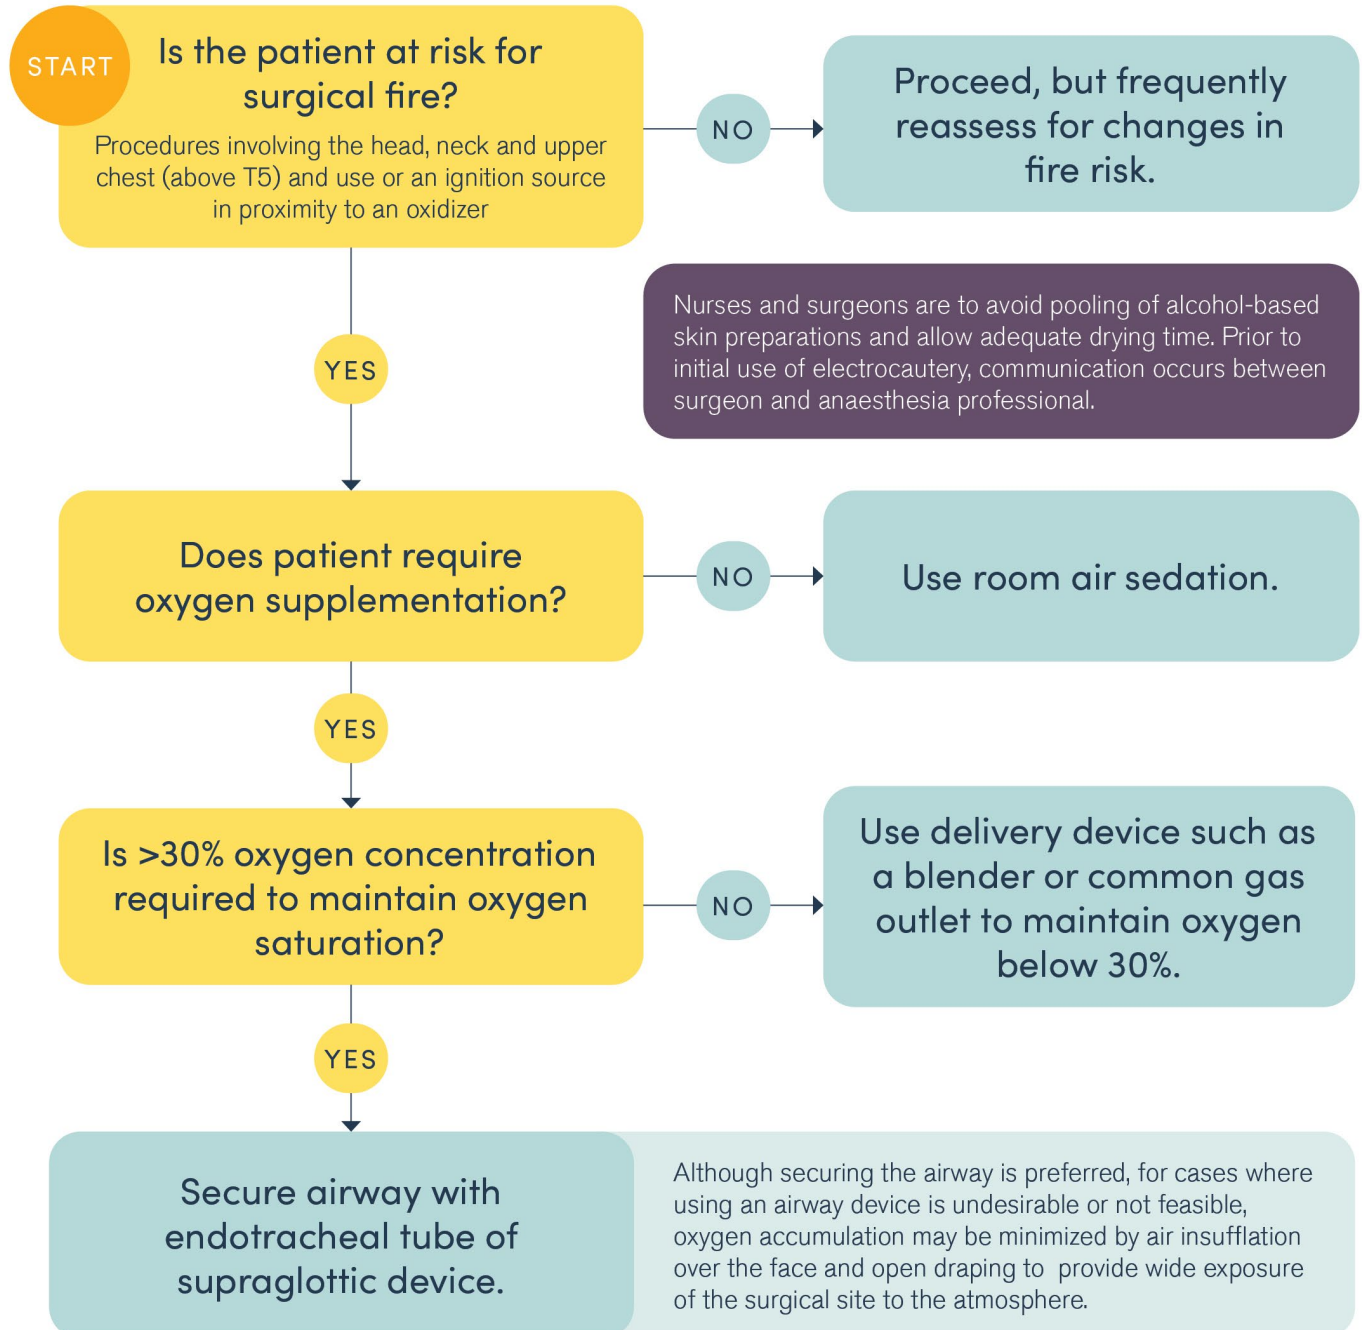 START
Is the patient at risk for
surgical fire?
Procedures involving the head, neck and upper
chest (above T5) and use or an ignition source
in proximity to an oxidizer
NO
Proceed, but frequently
reassess for changes in
fire risk.
Nurses and surgeons are to avoid pooling of alcohol-based
skin preparations and allow adequate drying time. Prior to
initial use of electrocautery, communication occurs between
surgeon and anaesthesia professional.
YES
Does patient require
oxygen supplementation?
NO
Use room air sedation.
YES
Is >30% oxygen concentration
required to maintain oxygen
saturation?
NO
Use delivery device such as
a blender or common gas
outlet to maintain oxygen
below 30%.
YES
Secure airway with
endotracheal tube of
supraglottic device.
Although securing the airway is preferred, for cases where
using an airway device is undesirable or not feasible,
oxygen accumulation may be minimized by air insufflation
over the face and open draping to provide wide exposure
of the surgical site to the atmosphere.